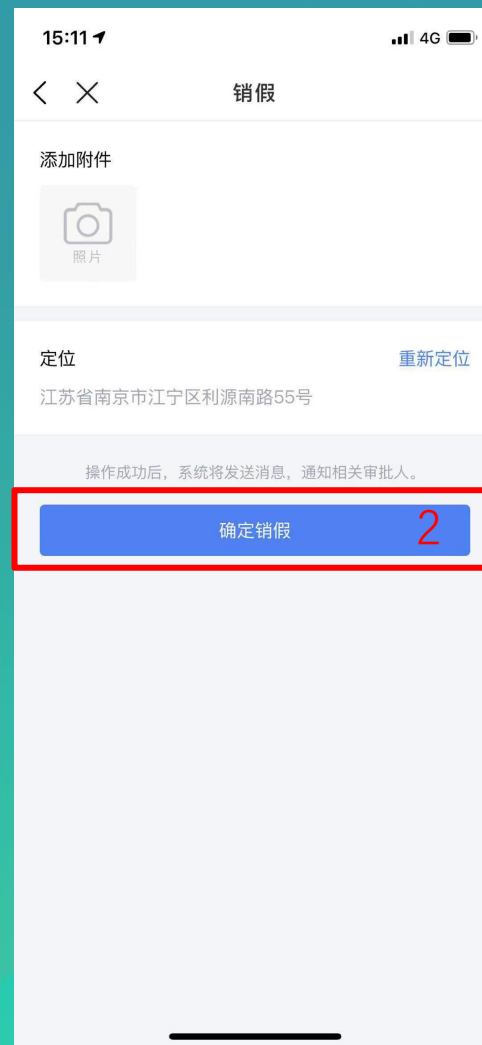 15:11
4G
销假
添加附件
照片
定位
重新定位
江苏省南京市江宁区利源南路55号
操作成功后，系统将发送消息，通知相关审批人。
确定销假
2